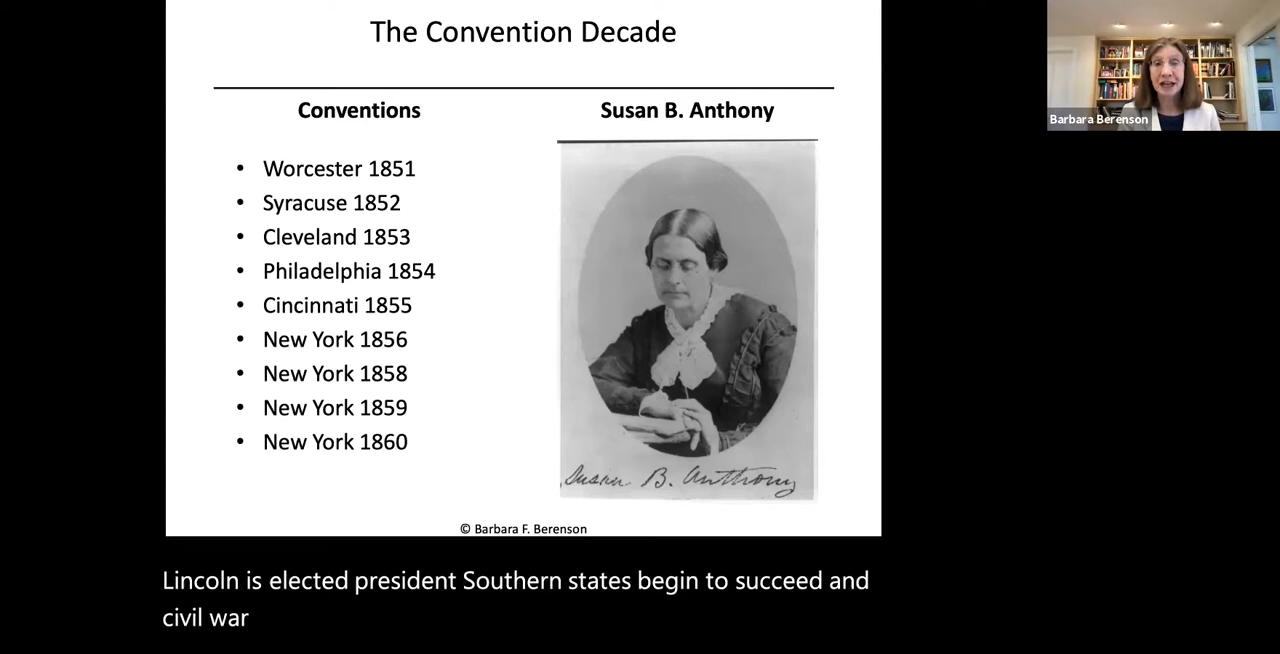 The Convention Decade
Conventions
Susan B. Anthony
• Worcester 1851
• Syracuse 1852
• Cleveland 1853
• Philadelphia 1854
• Cincinnati 1855
• New York 1856
• New York 1858
• New York 1859
• New York 1860
Susan B. Anthony
© Barbara F. Berenson
Barbara Berenson
Lincoln is elected president Southern states begin to succeed and
civil war